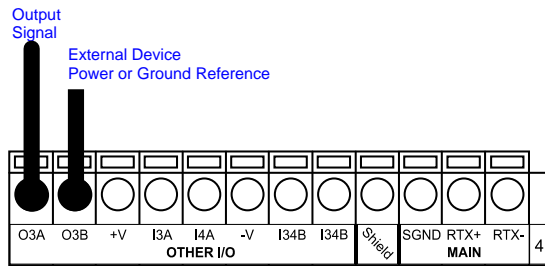 Output
Signal
External Device
Power or Ground Reference
O3A O3B +V I3A I4A -V I34B I34B Shield SGND RTX+ RTX-
OTHER I/O MAIN 4